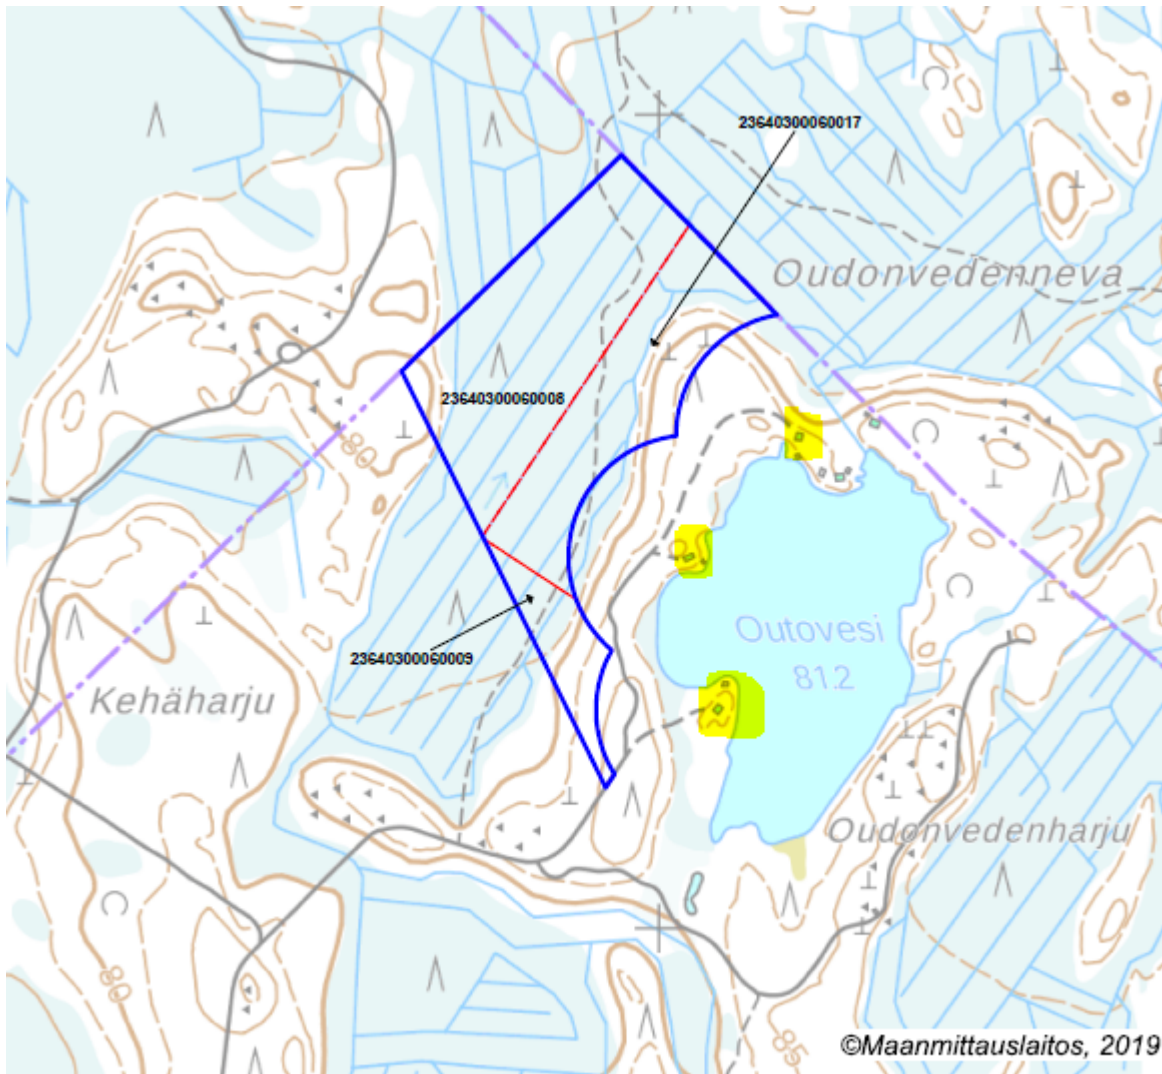 23640300060017
Oudonvedenneva
23640300060008
80
Outovesi
81.2
23640300060009
Kehäharju
Oudonvedenharju
80
85
©Maanmittauslaitos, 2019